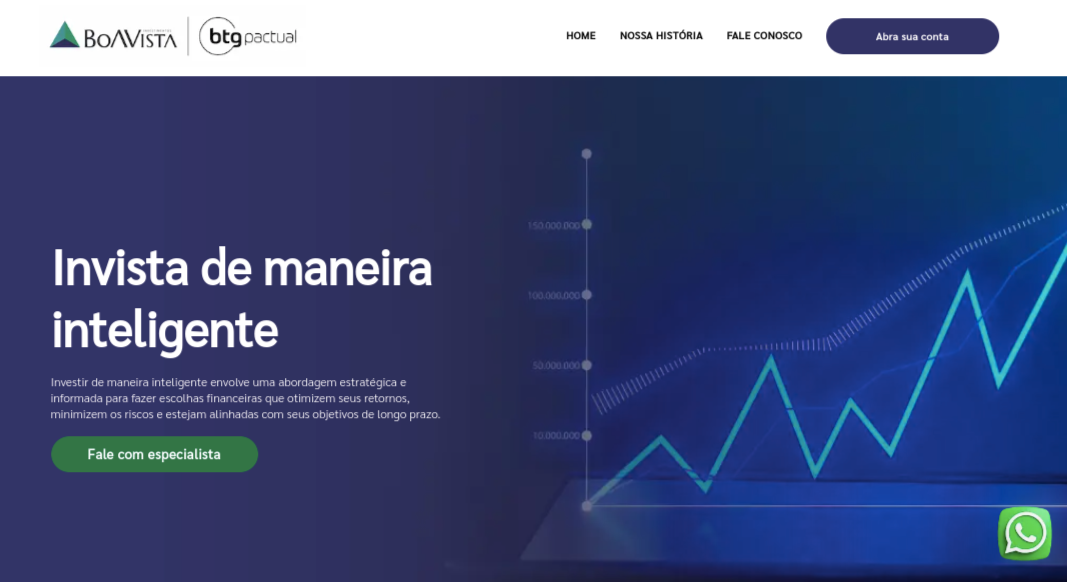 BOAVISTA
btg pactual
HOME
NOSSA HISTÓRIA
FALE CONOSCO
Abra sua conta
Invista de maneira
inteligente
Investir de maneira inteligente envolve uma abordagem estratégica e
informada para fazer escolhas financeiras que otimizem seus retornos,
minimizem os riscos e estejam alinhadas com seus objetivos de longo prazo.
Fale com especialista
150.000.000
100.000.000
50.000.000
10.000.000